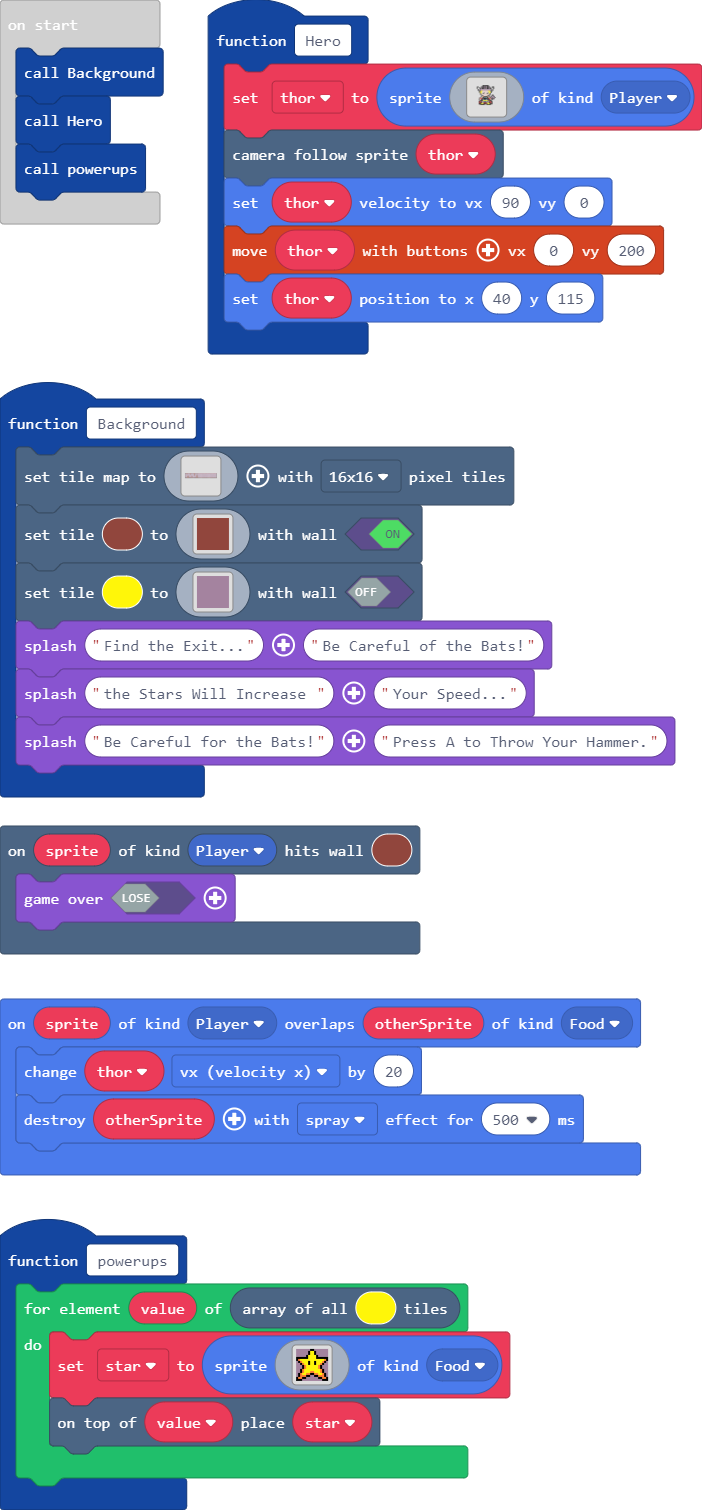 on start
call Background
call Hero
call powerups
function Hero
set thor to sprite of kind Player
camera follow sprite thor
set thor velocity to vx 90 vy 0
move thor with buttons vx 0 vy 200
set thor position to x 40 y 115
function Background
set tile map to with 16x16 pixel tiles
set tile to with wall ON
set tile to with wall OFF
splash "Find the Exit..." "Be Careful of the Bats!"
splash "the Stars Will Increase " "Your Speed..."
splash "Be Careful for the Bats!" "Press A to Throw Your Hammer."
on sprite of kind Player hits wall
game over LOSE
on sprite of kind Player overlaps otherSprite of kind Food
change thor vx (velocity x) by 20
destroy otherSprite with spray effect for 500 ms
function powerups
for element value of array of all tiles
do
set star to sprite of kind Food
on top of value place star